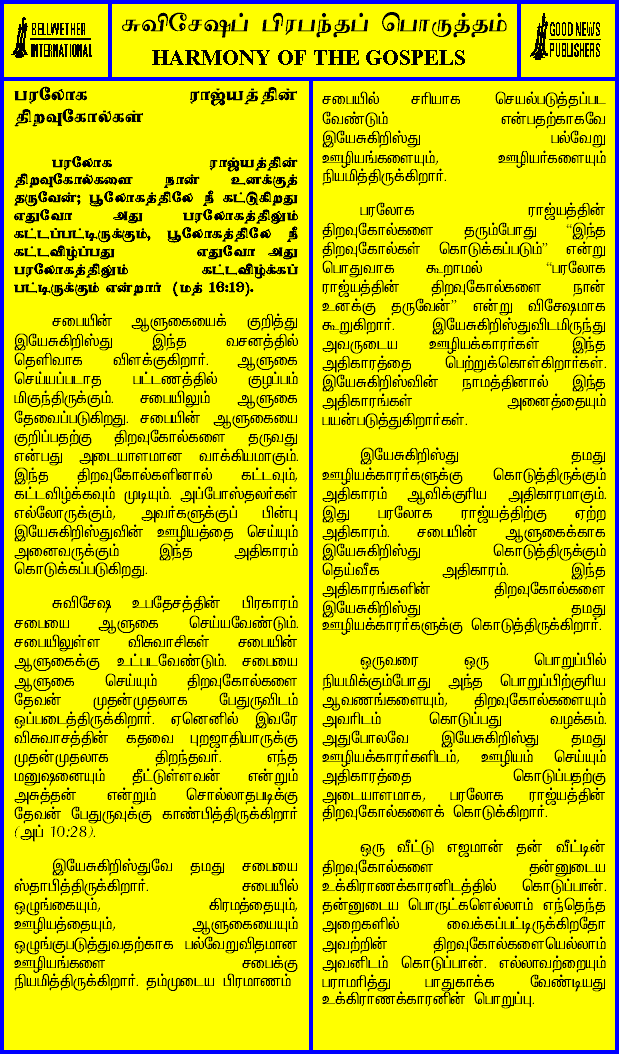 BELLWETHER
INTERNATIONAL
சுவிசேஷப் பிரபந்தப் பொருத்தம்
HARMONY OF THE GOSPELS
GOOD NEWS
PUBLISHERS
பரலோக ராஜ்யத்தின்
திறவுகோல்கள்
பரலோக ராஜ்யத்தின்
திறவுகோல்களை நான் உனக்குத்
தருவேன்; பூலோகத்திலே நீ கட்டுகிறது
எதுவோ அது பரலோகத்திலும்
கட்டப்பட்டிருக்கும், பூலோகத்திலே நீ
கட்டவிழ்ப்பது எதுவோ அது
பரலோகத்திலும் கட்டவிழ்க்கப்
பட்டிருக்கும் என்றார் (மத் 16:19).
சபையின் ஆளுகையைக் குறித்து
இயேசுகிறிஸ்து இந்த வசனத்தில்
தெளிவாக விளக்குகிறார். ஆளுகை
செய்யப்படாத பட்டணத்தில் குழப்பம்
மிகுந்திருக்கும். சபையிலும் ஆளுகை
தேவைப்படுகிறது. சபையின் ஆளுகையை
குறிப்பதற்கு திறவுகோல்களை தருவது
என்பது அடையாளமான வாக்கியமாகும்.
இந்த திறவுகோல்களினால் கட்டவும்,
கட்டவிழ்க்கவும் முடியும். அப்போஸ்தலர்கள்
எல்லோருக்கும், அவர்களுக்குப் பின்பு
இயேசுகிறிஸ்துவின் ஊழியத்தை செய்யும்
அனைவருக்கும் இந்த அதிகாரம்
கொடுக்கப்படுகிறது.
சுவிசேஷ உபதேசத்தின் பிரகாரம்
சபையை ஆளுகை செய்யவேண்டும்.
சபையிலுள்ள விசுவாசிகள் சபையின்
ஆளுகைக்கு உட்படவேண்டும். சபையை
ஆளுகை செய்யும் திறவுகோல்களை
தேவன் முதன்முதலாக பேதுருவிடம்
ஒப்படைத்திருக்கிறார். ஏனெனில் இவரே
விசுவாசத்தின் கதவை புறஜாதியாருக்கு
முதன்முதலாக திறந்தவர். எந்த
மனுஷனையும் தீட்டுள்ளவன் என்றும்
அசுத்தன் என்றும் சொல்லாதபடிக்கு
தேவன் பேதுருவுக்கு காண்பித்திருக்கிறார்
(அப் 10:28).
இயேசுகிறிஸ்துவே தமது சபையை
ஸ்தாபித்திருக்கிறார். சபையில்
ஒழுங்கையும், கிரமத்தையும்,
ஊழியத்தையும், ஆளுகையையும்
ஒழுங்குபடுத்துவதற்காக பல்வேறுவிதமான
ஊழியங்களை சபைக்கு
நியமித்திருக்கிறார். தம்முடைய பிரமாணம்
சபையில் சரியாக செயல்படுத்தப்பட
வேண்டும் என்பதற்காகவே
இயேசுகிறிஸ்து பல்வேறு
ஊழியங்களையும், ஊழியர்களையும்
நியமித்திருக்கிறார்.
பரலோக ராஜ்யத்தின்
திறவுகோல்களை தரும்போது “இந்த
திறவுகோல்கள் கொடுக்கப்படும்” என்று
பொதுவாக கூறாமல் “பரலோக
ராஜ்யத்தின் திறவுகோல்களை நான்
உனக்கு தருவேன்” என்று விசேஷமாக
கூறுகிறார். இயேசுகிறிஸ்துவிடமிருந்து
அவருடைய ஊழியக்காரர்கள் இந்த
அதிகாரத்தை பெற்றுக்கொள்கிறார்கள்.
இயேசுகிறிஸ்வின் நாமத்தினால் இந்த
அதிகாரங்கள் அனைத்தையும்
பயன்படுத்துகிறார்கள்.
இயேசுகிறிஸ்து தமது
ஊழியக்காரர்களுக்கு கொடுத்திருக்கும்
அதிகாரம் ஆவிக்குரிய அதிகாரமாகும்.
இது பரலோக ராஜ்யத்திற்கு ஏற்ற
அதிகாரம். சபையின் ஆளுகைக்காக
இயேசுகிறிஸ்து கொடுத்திருக்கும்
தெய்வீக அதிகாரம். இந்த
அதிகாரங்களின் திறவுகோல்களை
இயேசுகிறிஸ்து தமது
ஊழியக்காரர்களுக்கு கொடுத்திருக்கிறார்.
ஒருவரை ஒரு பொறுப்பில்
நியமிக்கும்போது அந்த பொறுப்பிற்குரிய
ஆவணங்களையும், திறவுகோல்களையும்
அவரிடம் கொடுப்பது வழக்கம்.
அதுபோலவே இயேசுகிறிஸ்து தமது
ஊழியக்காரர்களிடம், ஊழியம் செய்யும்
அதிகாரத்தை கொடுப்பதற்கு
அடையாளமாக, பரலோக ராஜ்யத்தின்
திறவுகோல்களைக் கொடுக்கிறார்.
ஒரு வீட்டு எஜமான் தன் வீட்டின்
திறவுகோல்களை தன்னுடைய
உக்கிராணக்காரனிடத்தில் கொடுப்பான்.
தன்னுடைய பொருட்களெல்லாம் எந்தெந்த
அறைகளில் வைக்கப்பட்டிருக்கிறதோ
அவற்றின் திறவுகோல்களையெல்லாம்
அவனிடம் கொடுப்பான். எல்லாவற்றையும்
பராமரித்து பாதுகாக்க வேண்டியது
உக்கிராணக்காரனின் பொறுப்பு.